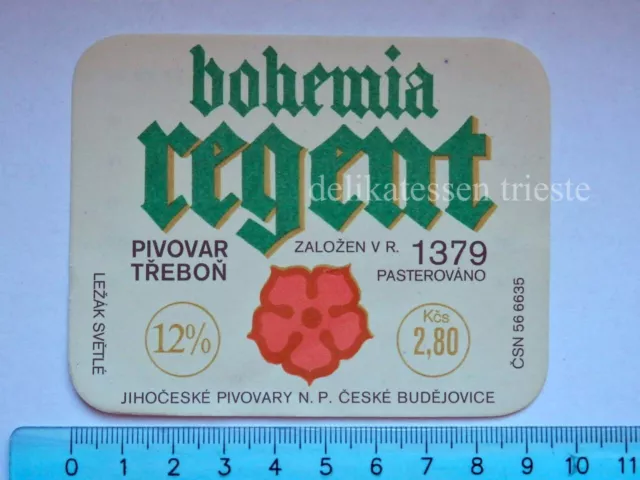 bohemia
regent
delikatessen trieste
PIVOVAR
TŘEBOŇ
ZALOŽEN V R. 1379
PASTEROVÁNO
LEŽÁK SVĚTLÉ
12%
Kčs
2,80
ČSN 56 6635
JIHOČESKÉ PIVOVARY N. P. ČESKÉ BUDĚJOVICE
0 1 2 3 4 5 6 7 8 9 10 11